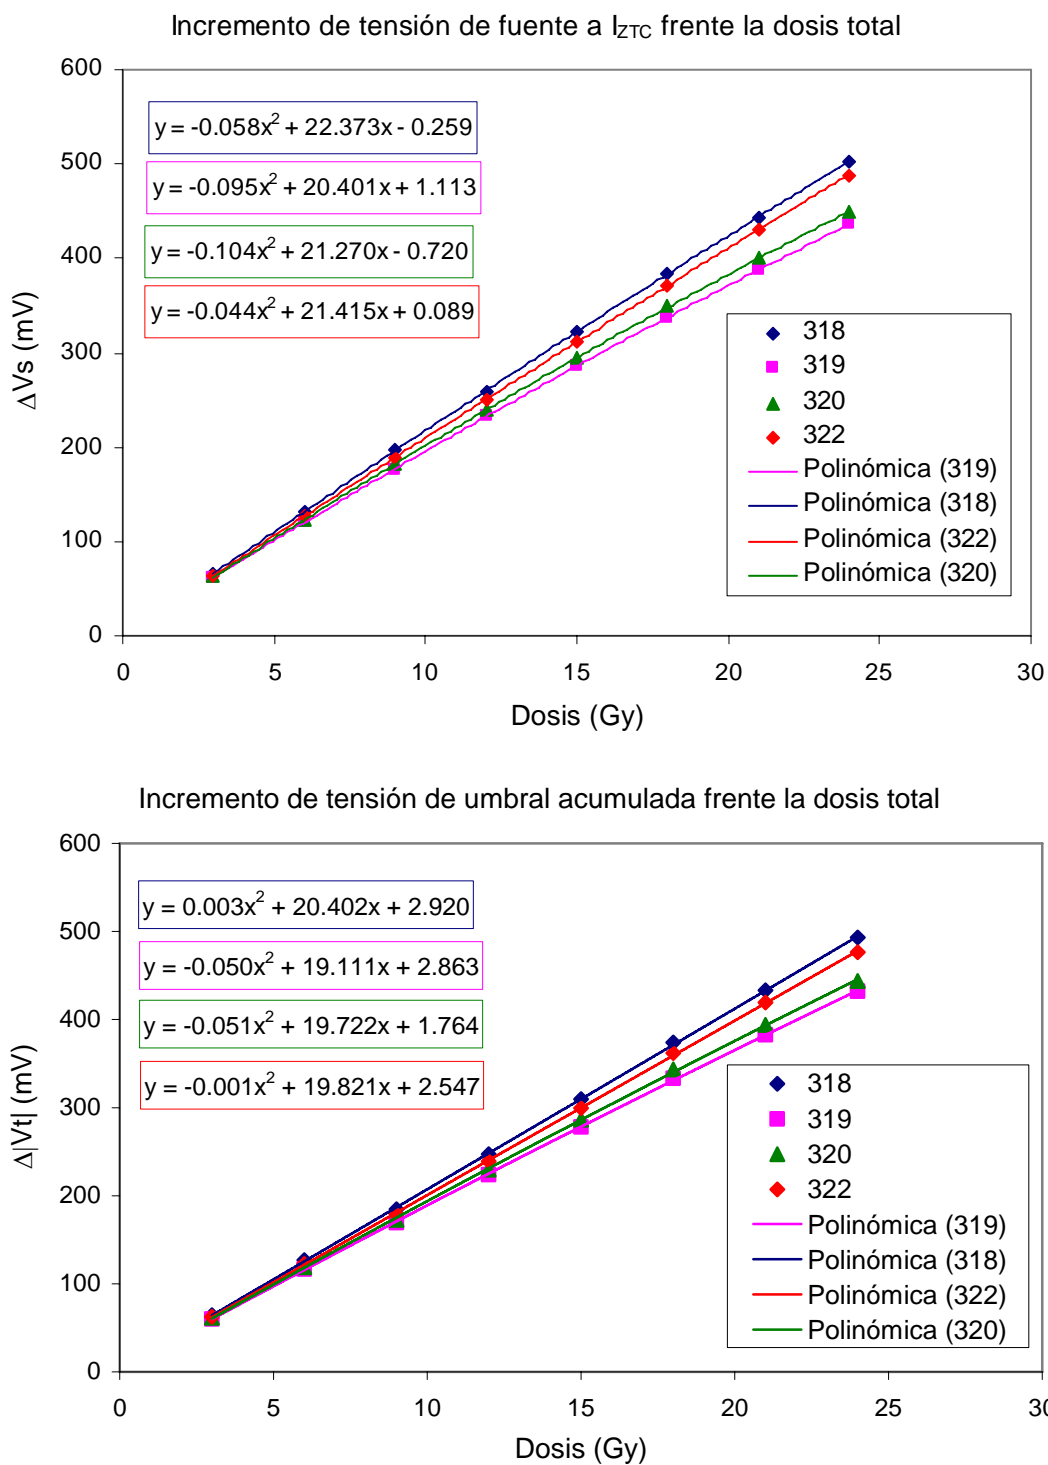 Incremento de tensión de fuente a I_ZTC frente la dosis total
600
500
400
300
200
100
0
ΔVs (mV)
y = -0.058x² + 22.373x - 0.259
y = -0.095x² + 20.401x + 1.113
y = -0.104x² + 21.270x - 0.720
y = -0.044x² + 21.415x + 0.089
318
319
320
322
Polinómica (319)
Polinómica (318)
Polinómica (322)
Polinómica (320)
0 5 10 15 20 25 30
Dosis (Gy)
Incremento de tensión de umbral acumulada frente la dosis total
600
500
400
300
200
100
0
Δ|Vt| (mV)
y = 0.003x² + 20.402x + 2.920
y = -0.050x² + 19.111x + 2.863
y = -0.051x² + 19.722x + 1.764
y = -0.001x² + 19.821x + 2.547
318
319
320
322
Polinómica (319)
Polinómica (318)
Polinómica (322)
Polinómica (320)
0 5 10 15 20 25 30
Dosis (Gy)